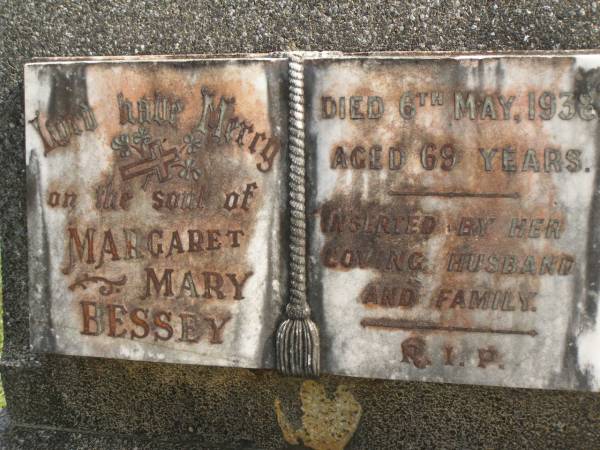 Lord have Mercy
on the soul of
MARGARET
MARY
BESSEY
DIED 6TH MAY, 1938
AGED 69 YEARS.
INSERTED BY HER
LOVING HUSBAND
AND FAMILY.
R.I.P.